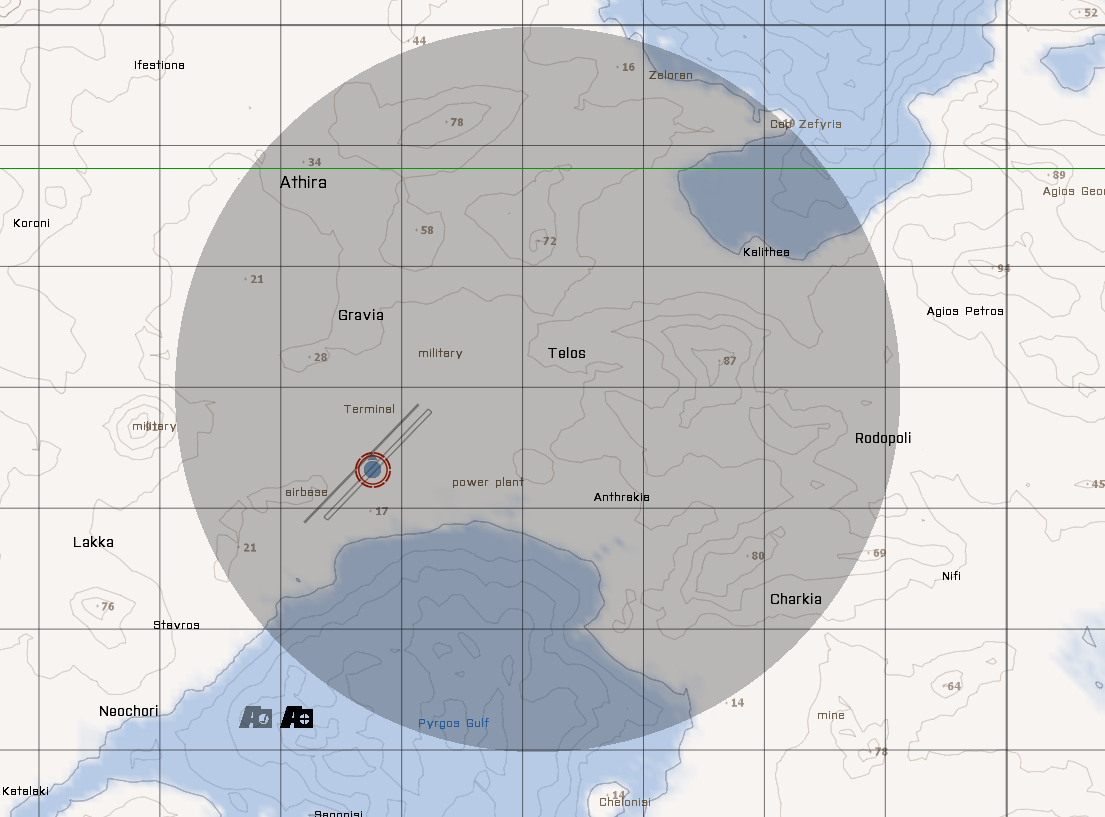 52
44
Ifestiona
16
Zeloran
78
Cap Zefyris
34
89
Athira
Agios Geor
Koroni
58
72
Kalithea
94
21
Agios Petros
Gravia
military
Telos
28
87
Terminal
military
Rodopoli
power plant
45
airbase
Anthrakia
17
Lakka
21
80
69
Nifi
Charkia
76
Stavros
64
14
Neochori
mine
Pyrgos Gulf
78
Katalaki
14
Chelonisi
Sagonisi